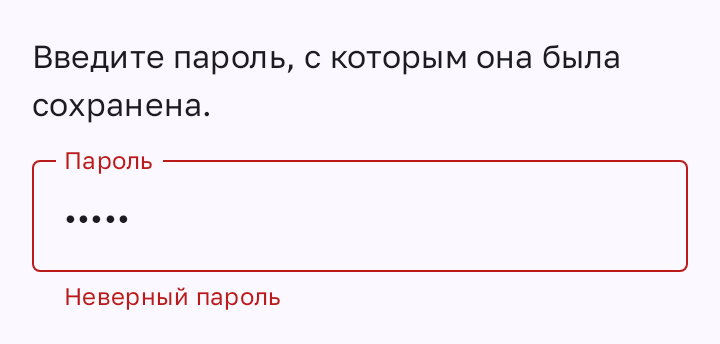 Введите пароль, с которым она была
сохранена.
Пароль
•••••
Неверный пароль